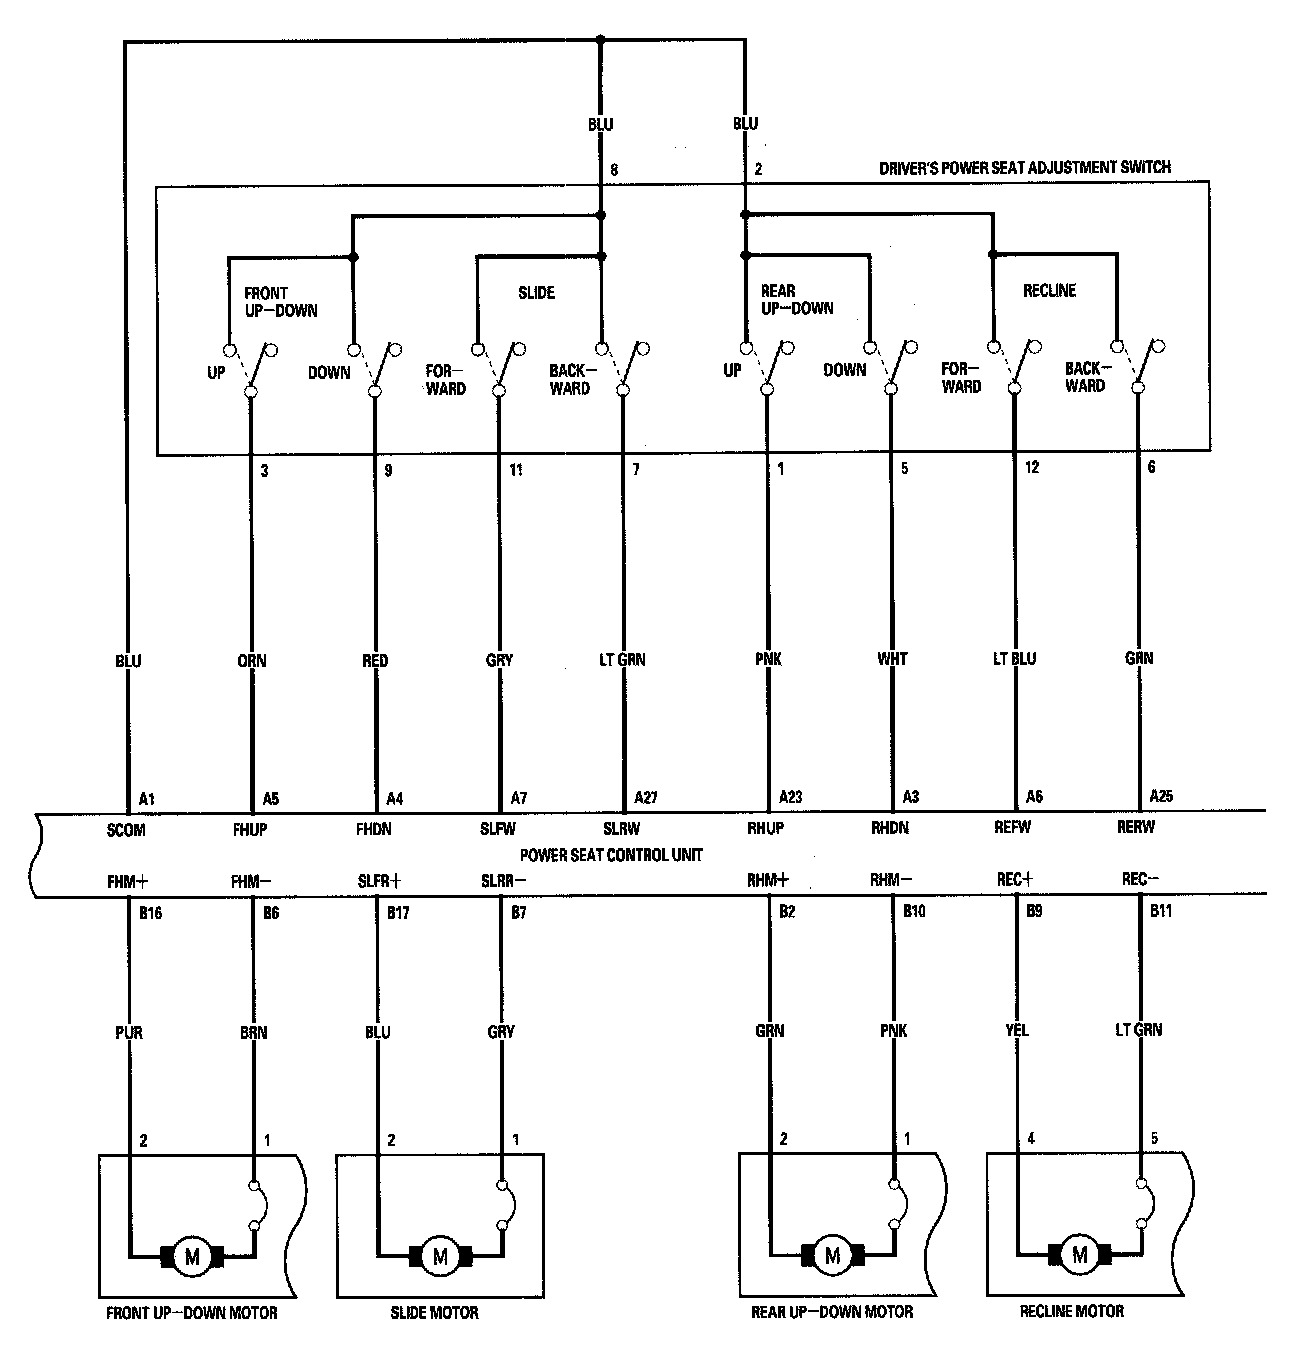 BLU BLU
8 2
DRIVER'S POWER SEAT ADJUSTMENT SWITCH
FRONT
UP–DOWN
SLIDE
REAR
UP–DOWN
RECLINE
UP
DOWN
FOR–
WARD
BACK–
WARD
UP
DOWN
FOR–
WARD
BACK–
WARD
3 9 11 7 1 5 12 6
BLU ORN RED GRY LT GRN PNK WHT LT BLU GRN
A1 A5 A4 A7 A27 A23 A3 A6 A25
SCOM FHUP FHDN SLFW SLRW RHUP RHDN REFW RERW
POWER SEAT CONTROL UNIT
FHM+ FHM– SLFR+ SLRR– RHM+ RHM– REC+ REC–
B16 B6 B17 B7 B2 B10 B9 B11
PUR BRN BLU GRY GRN PNK YEL LT GRN
2 1 2 1 2 1 4 5
M M M M
FRONT UP–DOWN MOTOR SLIDE MOTOR REAR UP–DOWN MOTOR RECLINE MOTOR